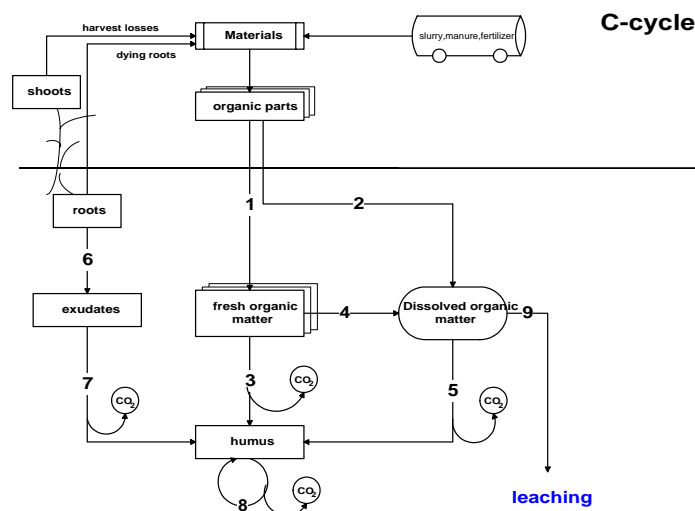 C-cycle
harvest losses
Materials
slurry,manure,fertilizer
dying roots
shoots
organic parts
1
2
roots
6
exudates
fresh organic
matter
4
Dissolved organic
matter
9
7
CO2
3
CO2
5
CO2
humus
8
CO2
leaching